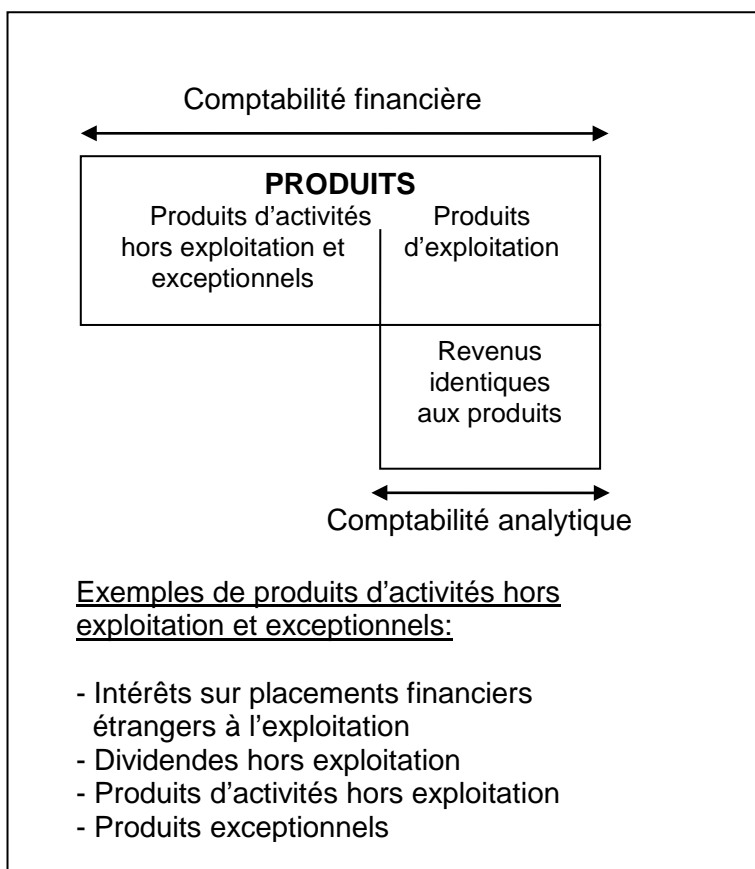 Comptabilité financière
PRODUITS
Produits d’activités
hors exploitation et
exceptionnels
Produits
d’exploitation
Revenus
identiques
aux produits
Comptabilité analytique
Exemples de produits d’activités hors
exploitation et exceptionnels:
- Intérêts sur placements financiers
étrangers à l’exploitation
- Dividendes hors exploitation
- Produits d’activités hors exploitation
- Produits exceptionnels